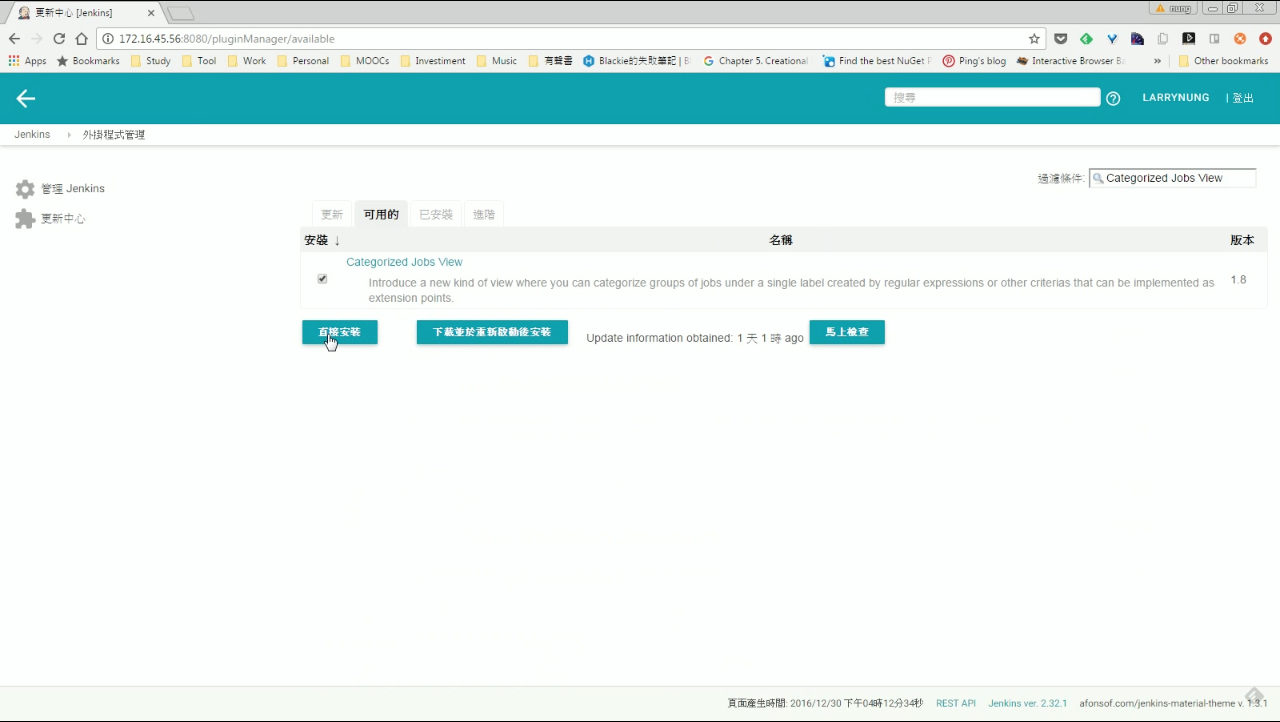 更新中心 [Jenkins]
nung
172.16.45.56:8080/pluginManager/available
Apps Bookmarks Study Tool Work Personal MOOCs Investiment Music 有聲書 Blackie的失敗筆記 | B Chapter 5. Creational Find the best NuGet P Ping's blog Interactive Browser Ba » Other bookmarks
搜尋 LARRYNUNG | 登出
Jenkins 外掛程式管理
管理 Jenkins
更新中心
過濾條件: Categorized Jobs View
更新 可用的 已安裝 進階
安裝 ↓ 名稱 版本
Categorized Jobs View
Introduce a new kind of view where you can categorize groups of jobs under a single label created by regular expressions or other criterias that can be implemented as
extension points.
1.8
直接安裝 下載並於重新啟動後安裝 Update information obtained: 1 天 1 時 ago 馬上檢查
頁面產生時間: 2016/12/30 下午04時12分34秒 REST API Jenkins ver. 2.32.1 afonsof.com/jenkins-material-theme v. 1.3.1